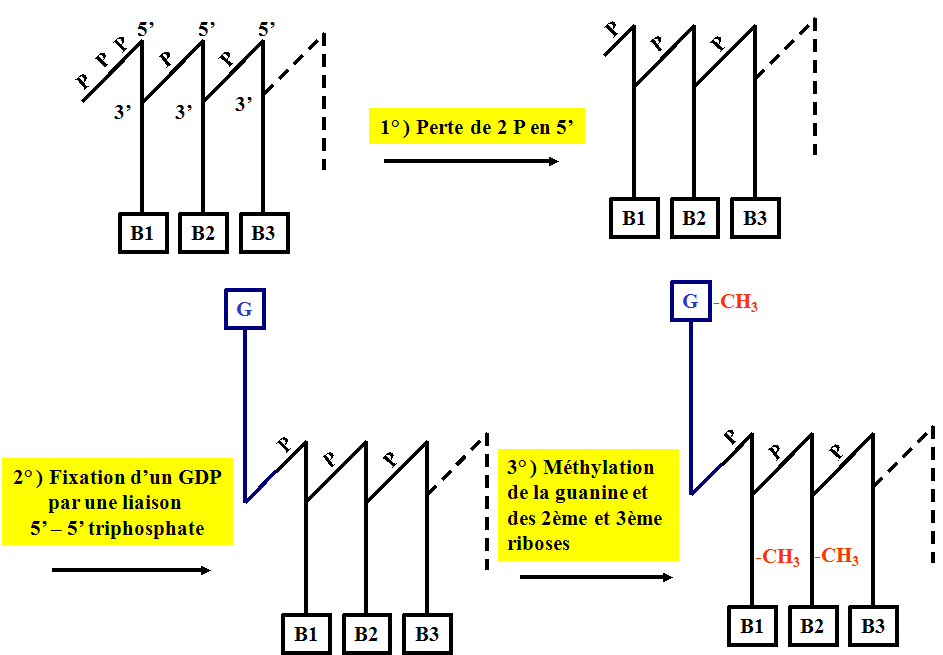 5’ 5’ 5’
P P P P P
3’ 3’ 3’
B1 B2 B3
1°) Perte de 2 P en 5’
P P P
B1 B2 B3
G
P P P
B1 B2 B3
2°) Fixation d’un GDP
par une liaison
5’ – 5’ triphosphate
G -CH3
P P P
-CH3 -CH3
B1 B2 B3
3°) Méthylation
de la guanine et
des 2ème et 3ème
riboses